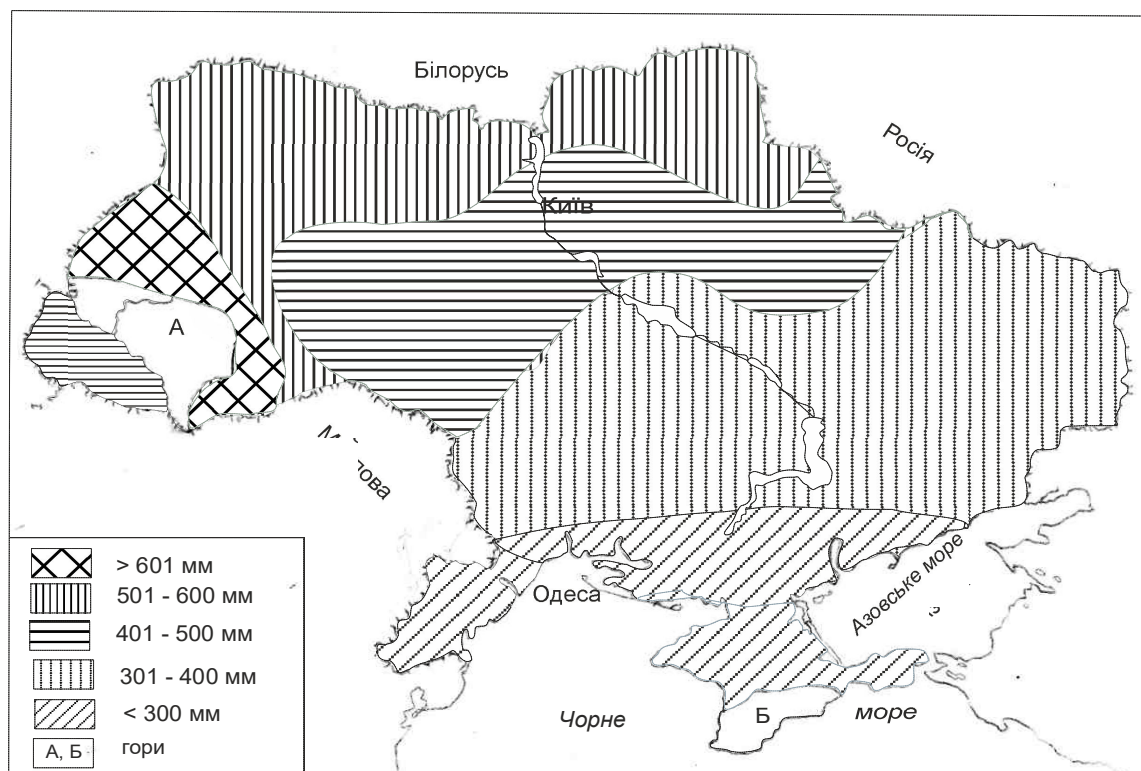 Білорусь
Росія
Київ
А
Одеса
Азовське море
Чорне
море
Б
> 601 мм
501 - 600 мм
401 - 500 мм
301 - 400 мм
< 300 мм
А, Б
гори